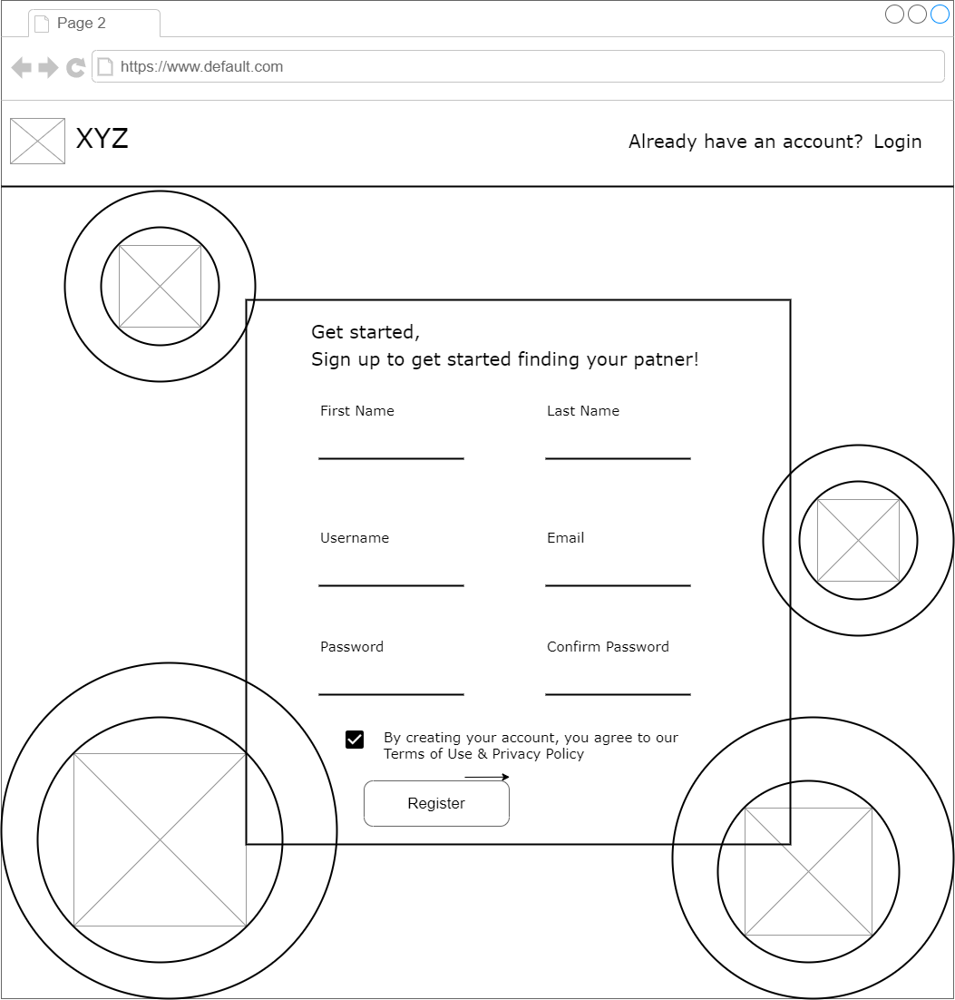 Page 2
https://www.default.com
XYZ
Already have an account? Login
Get started,
Sign up to get started finding your patner!
First Name
Last Name
Username
Email
Password
Confirm Password
By creating your account, you agree to our
Terms of Use & Privacy Policy
Register